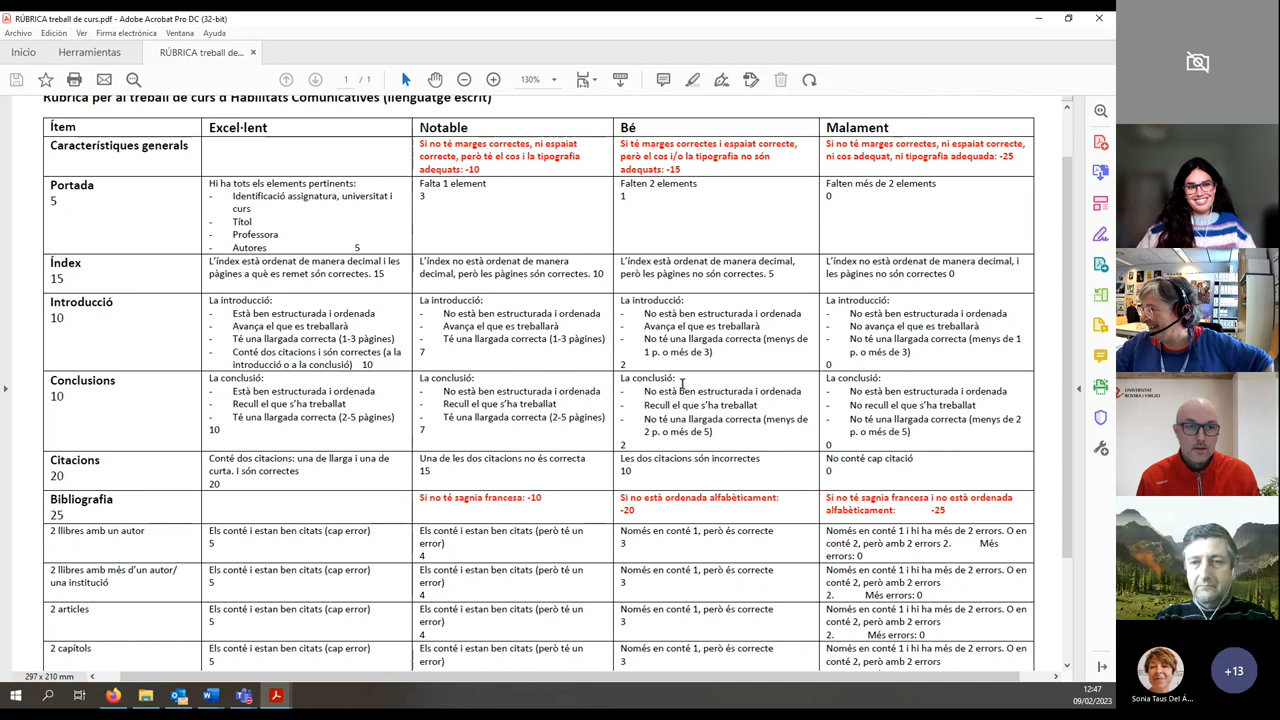 RÚBRICA treball de curs.pdf - Adobe Acrobat Pro DC (32-bit)
Archivo Edición Ver Firma electrónica Ventana Ayuda
Inicio Herramientas RÚBRICA treball de... ×
1 / 1 130%
Rúbrica per al treball de curs d'Habilitats Comunicatives (llenguatge escrit)
Ítem Excel·lent Notable Bé Malament
Característiques generals
Si no té marges correctes, ni espaiat
correcte, però té el cos i la tipografia
adequats: -10
Si té marges correctes i espaiat correcte,
però el cos i/o la tipografia no són
adequats: -15
Si no té marges correctes, ni espaiat correcte,
ni cos adequat, ni tipografia adequada: -25
Portada
5
Hi ha tots els elements pertinents:
- Identificació assignatura, universitat i
curs
- Títol
- Professora
- Autores 5
Falta 1 element
3
Falten 2 elements
1
Falten més de 2 elements
0
Índex
15
L'índex està ordenat de manera decimal i les
pàgines a què es remet són correctes. 15
L'índex no està ordenat de manera
decimal, però les pàgines són correctes. 10
L'índex està ordenat de manera decimal,
però les pàgines no són correctes. 5
L'índex no està ordenat de manera decimal, i
les pàgines no són correctes 0
Introducció
10
La introducció:
- Està ben estructurada i ordenada
- Avança el que es treballarà
- Té una llargada correcta (1-3 pàgines)
- Conté dos citacions i són correctes (a la
introducció o a la conclusió) 10
La introducció:
- No està ben estructurada i ordenada
- Avança el que es treballarà
- Té una llargada correcta (1-3 pàgines)
7
La introducció:
- No està ben estructurada i ordenada
- Avança el que es treballarà
- No té una llargada correcta (menys de
1 p. o més de 3)
2
La introducció:
- No està ben estructurada i ordenada
- No avança el que es treballarà
- No té una llargada correcta (menys de 1
p. o més de 3)
0
Conclusions
10
La conclusió:
- Està ben estructurada i ordenada
- Recull el que s'ha treballat
- Té una llargada correcta (2-5 pàgines)
10
La conclusió:
- No està ben estructurada i ordenada
- Recull el que s'ha treballat
- Té una llargada correcta (2-5 pàgines)
7
La conclusió:
- No està ben estructurada i ordenada
- Recull el que s'ha treballat
- No té una llargada correcta (menys de
2 p. o més de 5)
2
La conclusió:
- No està ben estructurada i ordenada
- No recull el que s'ha treballat
- No té una llargada correcta (menys de 2
p. o més de 5)
0
Citacions
20
Conté dos citacions: una de llarga i una de
curta. I són correctes
20
Una de les dos citacions no és correcta
15
Les dos citacions són incorrectes
10
No conté cap citació
0
Bibliografia
25
Si no té sagnia francesa: -10
Si no està ordenada alfabèticament:
-20
Si no té sagnia francesa i no està ordenada
alfabèticament: -25
2 llibres amb un autor
Els conté i estan ben citats (cap error)
5
Els conté i estan ben citats (però té un
error)
4
Només en conté 1, però és correcte
3
Només en conté 1 i hi ha més de 2 errors. O en
conté 2, però amb 2 errors 2. Més
errors: 0
2 llibres amb més d'un autor/
una institució
Els conté i estan ben citats (cap error)
5
Els conté i estan ben citats (però té un
error)
4
Només en conté 1, però és correcte
3
Només en conté 1 i hi ha més de 2 errors. O en
conté 2, però amb 2 errors
2. Més errors: 0
2 articles
Els conté i estan ben citats (cap error)
5
Els conté i estan ben citats (però té un
error)
4
Només en conté 1, però és correcte
3
Només en conté 1 i hi ha més de 2 errors. O en
conté 2, però amb 2 errors
2. Més errors: 0
2 capítols
Els conté i estan ben citats (cap error)
5
Els conté i estan ben citats (però té un
error)
Només en conté 1, però és correcte
3
Només en conté 1 i hi ha més de 2 errors. O en
conté 2, però amb 2 errors
297 x 210 mm
12:47
09/02/2023
UNIVERSITAT
ROVIRA i VIRGILI
+13
Sonia Taus Del Á...